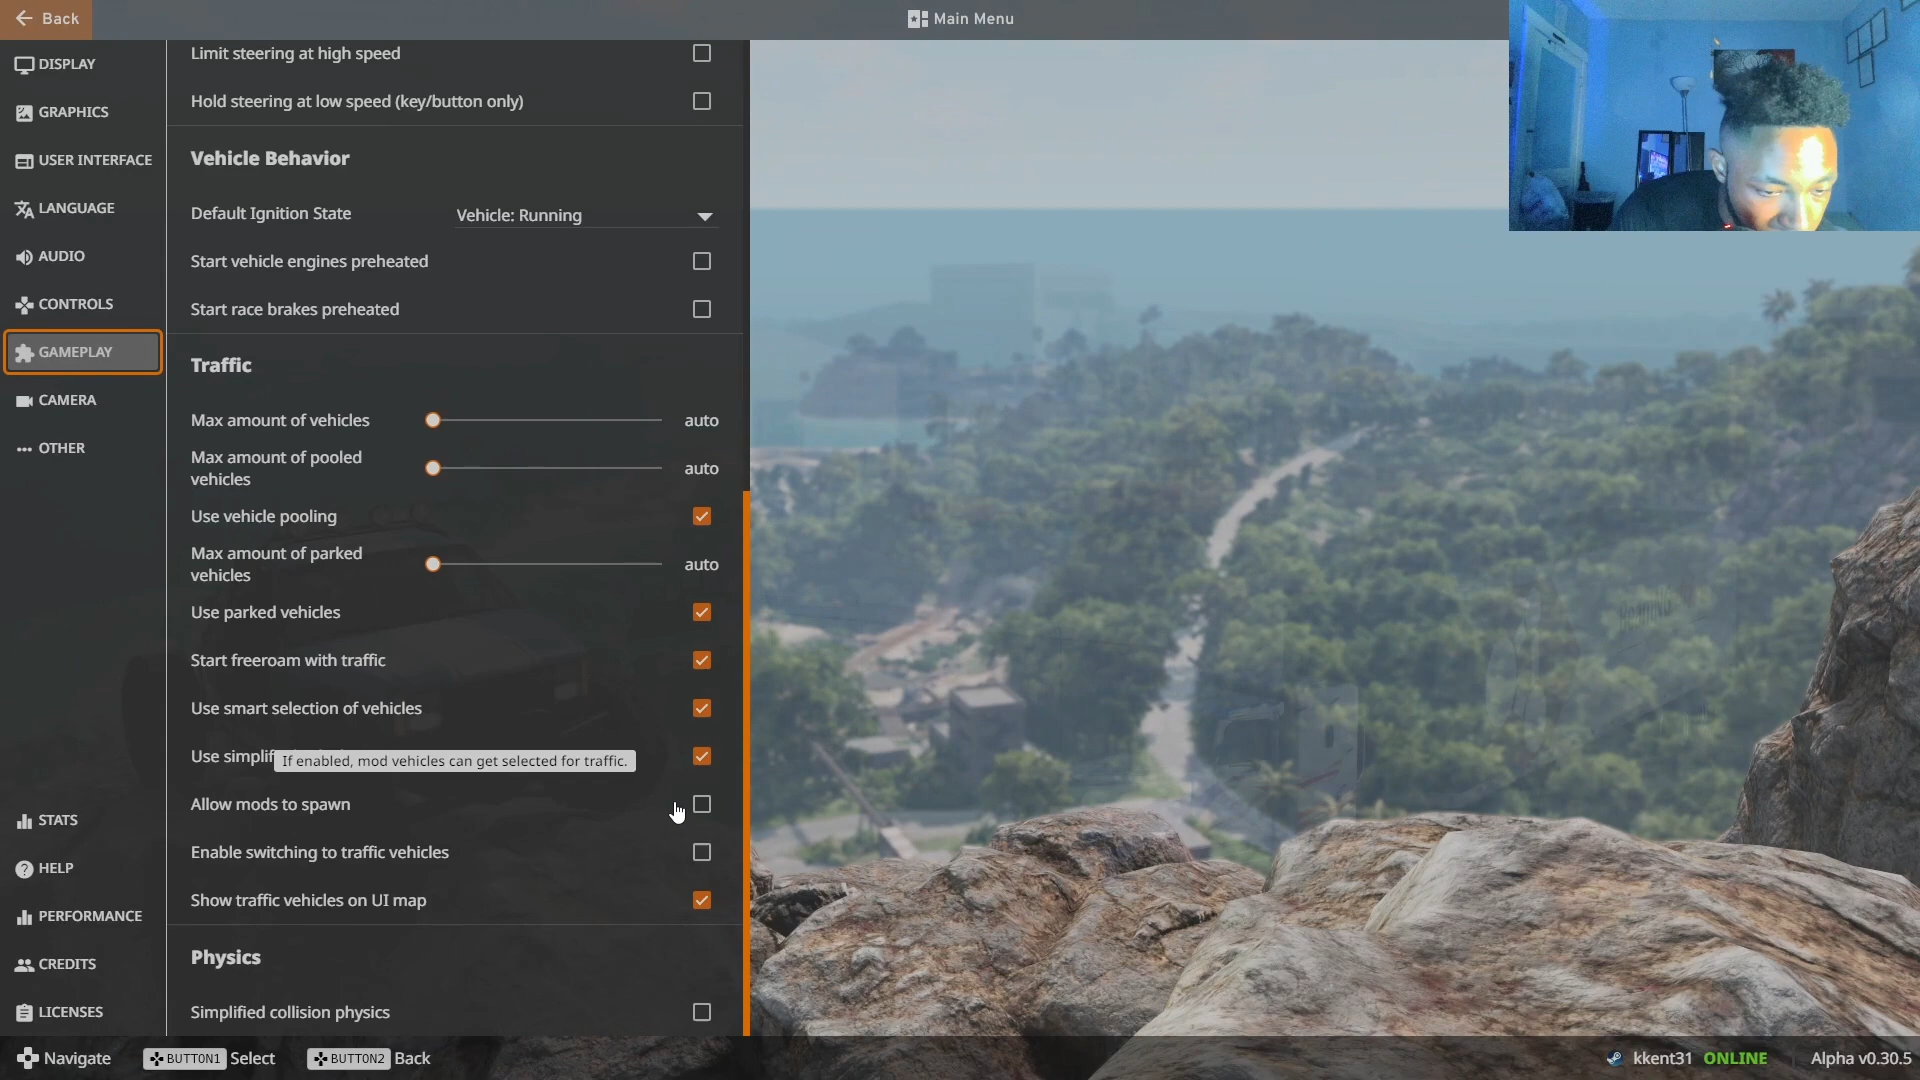 Back
Main Menu
DISPLAY
GRAPHICS
USER INTERFACE
LANGUAGE
AUDIO
CONTROLS
GAMEPLAY
CAMERA
OTHER
STATS
HELP
PERFORMANCE
CREDITS
LICENSES
Limit steering at high speed
Hold steering at low speed (key/button only)
Vehicle Behavior
Default Ignition State Vehicle: Running
Start vehicle engines preheated
Start race brakes preheated
Traffic
Max amount of vehicles auto
Max amount of pooled
vehicles auto
Use vehicle pooling
Max amount of parked
vehicles auto
Use parked vehicles
Start freeroam with traffic
Use smart selection of vehicles
Use
If enabled, mod vehicles can get selected for traffic.
Allow mods to spawn
Enable switching to traffic vehicles
Show traffic vehicles on UI map
Physics
Simplified collision physics
Navigate BUTTON1 Select BUTTON2 Back
kkent31 ONLINE Alpha v0.30.5